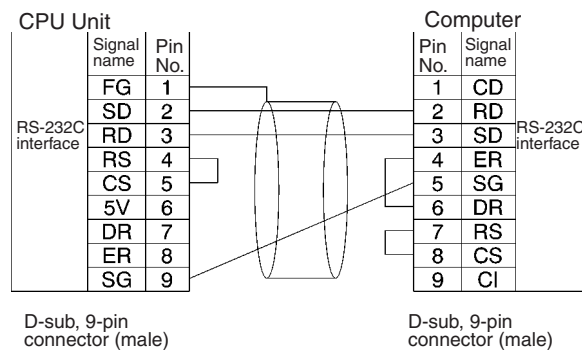 CPU Unit
Computer
Signal name Pin No.
Pin No. Signal name
FG 1
1 CD
SD 2
2 RD
RS-232C interface
RD 3
3 SD
RS-232C interface
RS 4
4 ER
CS 5
5 SG
5V 6
6 DR
DR 7
7 RS
ER 8
8 CS
SG 9
9 CI
D-sub, 9-pin
connector (male)
D-sub, 9-pin
connector (male)